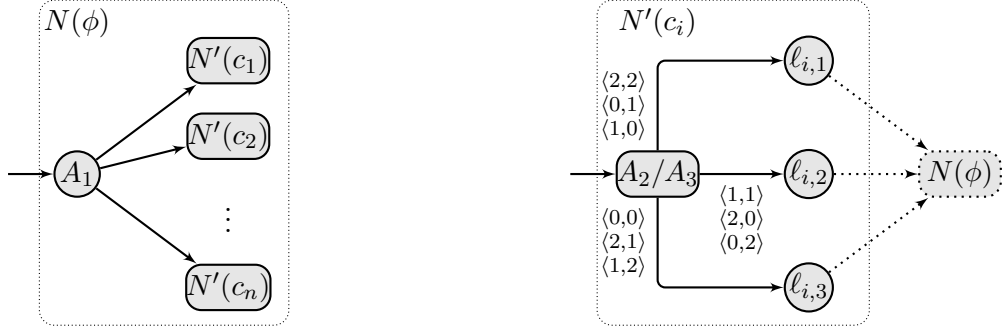 N(ϕ)
N′(c₁)
N′(c₂)
A₁
⋮
N′(cₙ)
N′(cᵢ)
ℓᵢ,₁
⟨2,2⟩
⟨0,1⟩
⟨1,0⟩
A₂/A₃
ℓᵢ,₂
N(ϕ)
⟨1,1⟩
⟨2,0⟩
⟨0,2⟩
⟨0,0⟩
⟨2,1⟩
⟨1,2⟩
ℓᵢ,₃